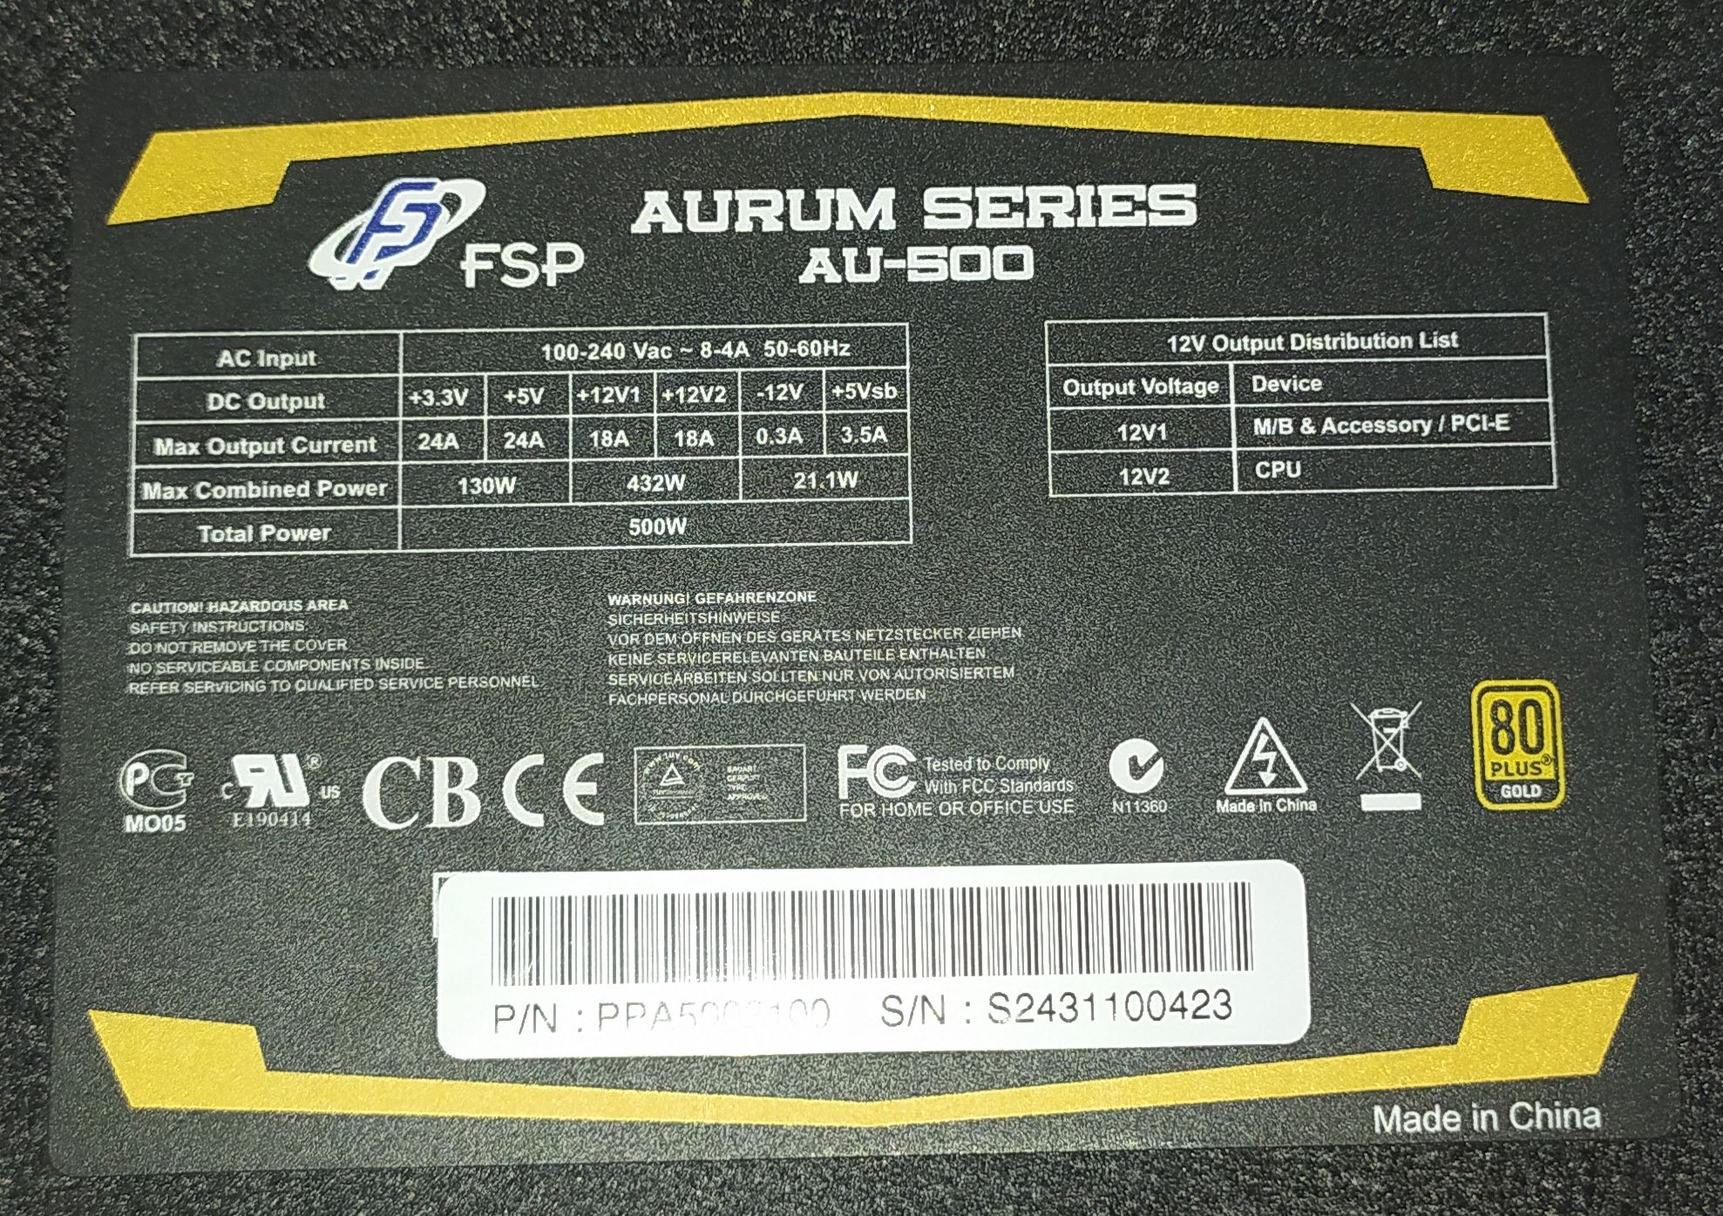 FSP
AURUM SERIES
AU-500
AC Input 100-240 Vac ~ 8-4A 50-60Hz
DC Output +3.3V +5V +12V1 +12V2 -12V +5Vsb
Max Output Current 24A 24A 18A 18A 0.3A 3.5A
Max Combined Power 130W 432W 21.1W
Total Power 500W
12V Output Distribution List
Output Voltage Device
12V1 M/B & Accessory / PCI-E
12V2 CPU
CAUTION! HAZARDOUS AREA
SAFETY INSTRUCTIONS:
DO NOT REMOVE THE COVER
NO SERVICEABLE COMPONENTS INSIDE.
REFER SERVICING TO QUALIFIED SERVICE PERSONNEL
WARNUNG! GEFAHRENZONE
SICHERHEITSHINWEISE
VOR DEM ÖFFNEN DES GERÄTES NETZSTECKER ZIEHEN
KEINE SERVICERELEVANTEN BAUTEILE ENTHALTEN
SERVICEARBEITEN SOLLTEN NUR VON AUTORISIERTEM
FACHPERSONAL DURCHGEFÜHRT WERDEN
MO05
c RU ® US
E190414
CB CE
FC Tested to Comply
With FCC Standards
FOR HOME OR OFFICE USE
N11360
Made in China
80
PLUS®
GOLD
P/N : S/N : S2431100423
Made in China